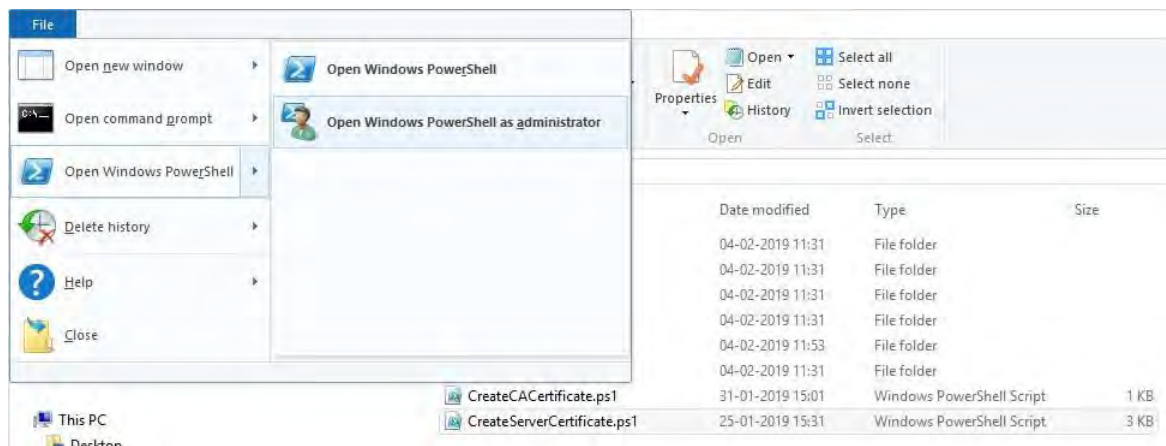 File
Open new window
Open command prompt
Open Windows PowerShell
Delete history
Help
Close
Open Windows PowerShell
Open Windows PowerShell as administrator
Properties
Open
Edit
History
Open
Select all
Select none
Invert selection
Select
Date modified Type Size
04-02-2019 11:31 File folder
04-02-2019 11:31 File folder
04-02-2019 11:31 File folder
04-02-2019 11:31 File folder
04-02-2019 11:53 File folder
04-02-2019 11:31 File folder
CreateCACertificate.ps1 31-01-2019 15:01 Windows PowerShell Script 1 KB
CreateServerCertificate.ps1 25-01-2019 15:31 Windows PowerShell Script 3 KB
This PC
Desktop